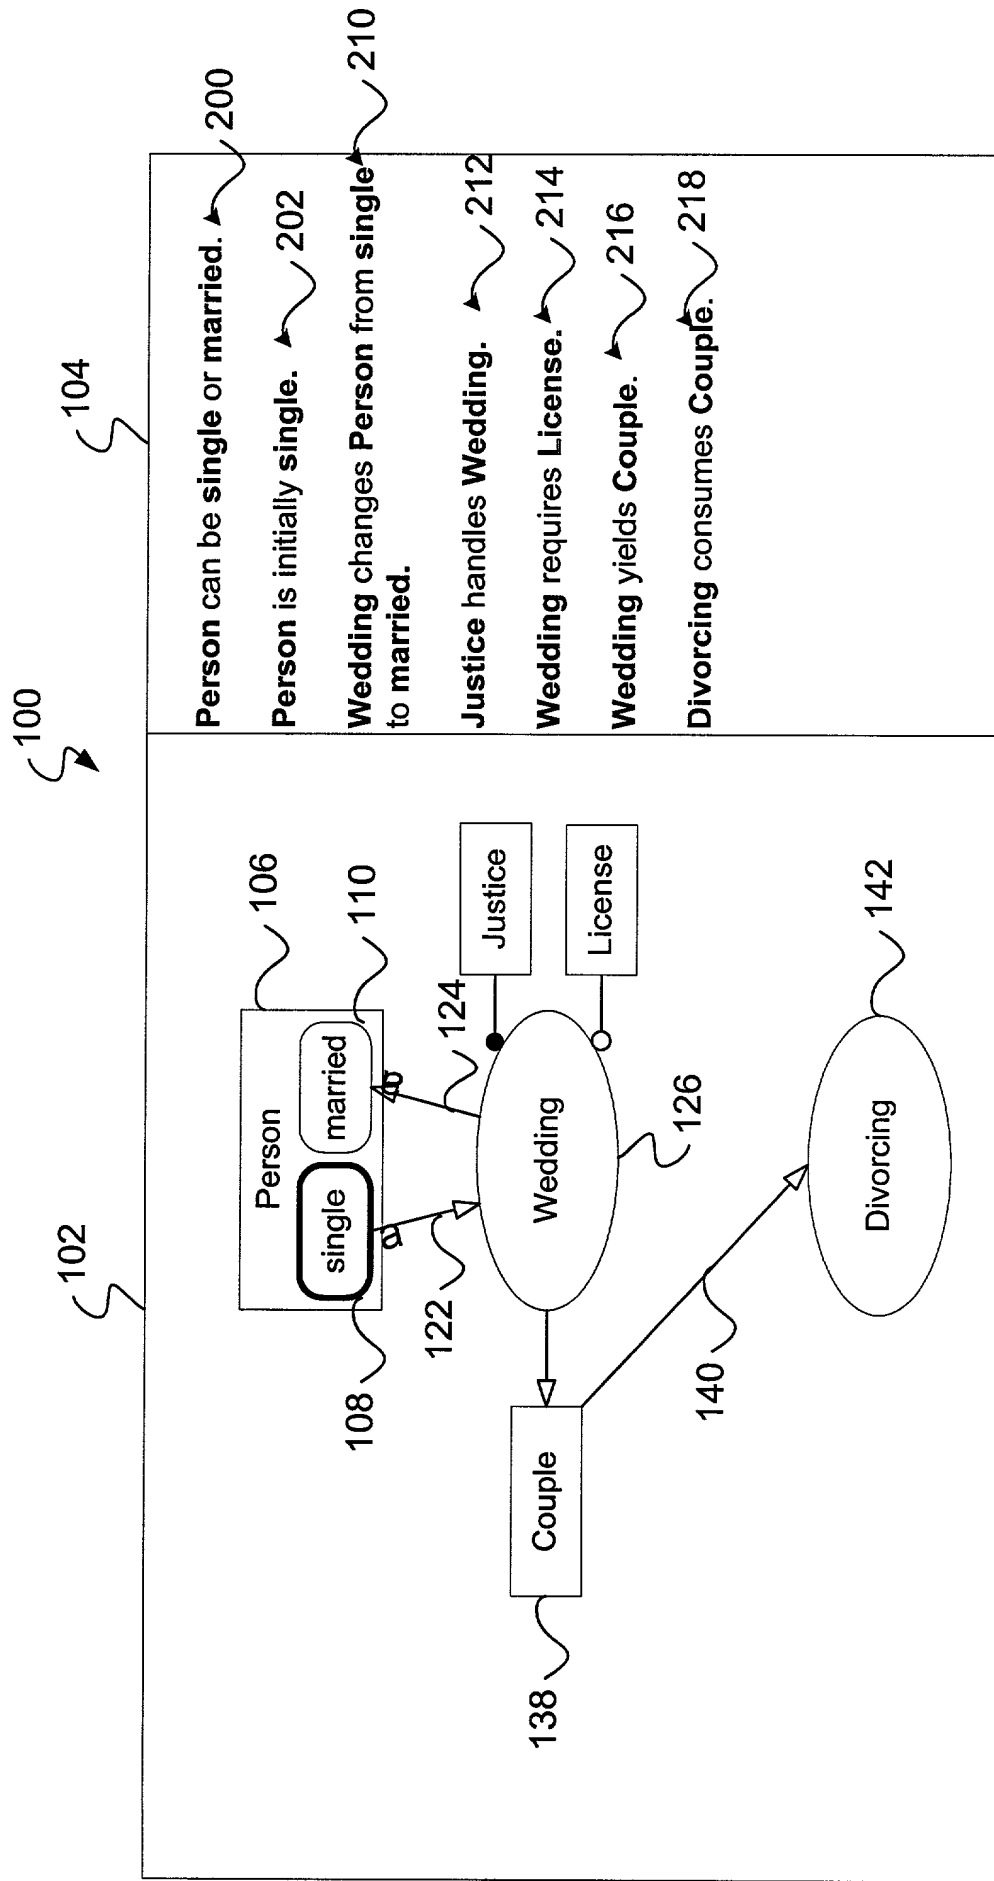 100
102
104
106
Person
single
married
108
110
a
a
122
124
Wedding
126
Justice
License
Couple
138
140
Divorcing
142
Person can be single or married.
200
Person is initially single.
202
Wedding changes Person from single
to married.
210
Justice handles Wedding.
212
Wedding requires License.
214
Wedding yields Couple.
216
Divorcing consumes Couple.
218